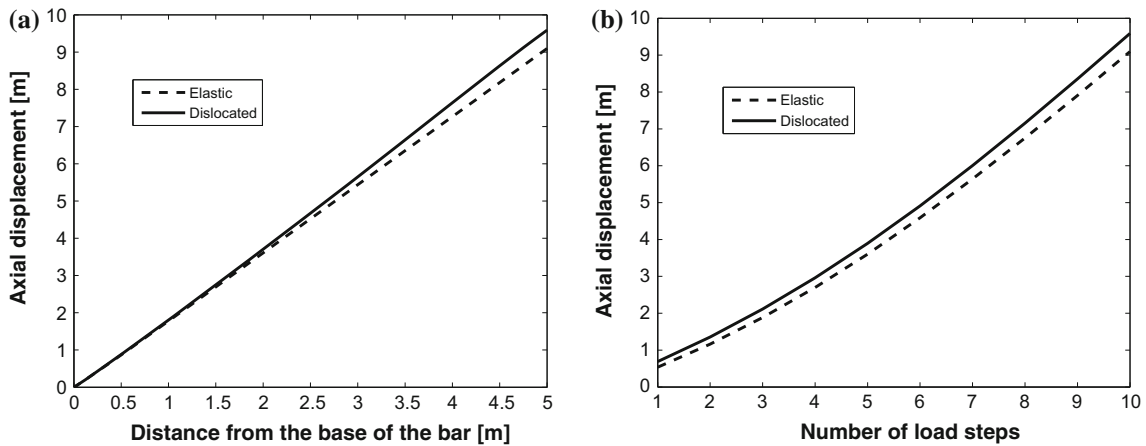 (a)
Axial displacement [m]
10
9
8
7
6
5
4
3
2
1
0
Elastic
Dislocated
0 0.5 1 1.5 2 2.5 3 3.5 4 4.5 5
Distance from the base of the bar [m]
(b)
Axial displacement [m]
10
9
8
7
6
5
4
3
2
1
0
Elastic
Dislocated
1 2 3 4 5 6 7 8 9 10
Number of load steps